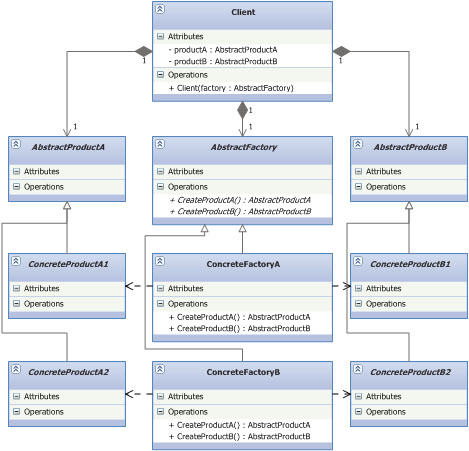 Client
Attributes
- productA : AbstractProductA
- productB : AbstractProductB
Operations
+ Client(factory : AbstractFactory)
1
1
1
1
1
1
AbstractProductA
Attributes
Operations
AbstractFactory
Attributes
Operations
+ CreateProductA() : AbstractProductA
+ CreateProductB() : AbstractProductB
AbstractProductB
Attributes
Operations
ConcreteProductA1
Attributes
Operations
ConcreteFactoryA
Attributes
Operations
+ CreateProductA() : AbstractProductA
+ CreateProductB() : AbstractProductB
ConcreteProductB1
Attributes
Operations
ConcreteProductA2
Attributes
Operations
ConcreteFactoryB
Attributes
Operations
+ CreateProductA() : AbstractProductA
+ CreateProductB() : AbstractProductB
ConcreteProductB2
Attributes
Operations